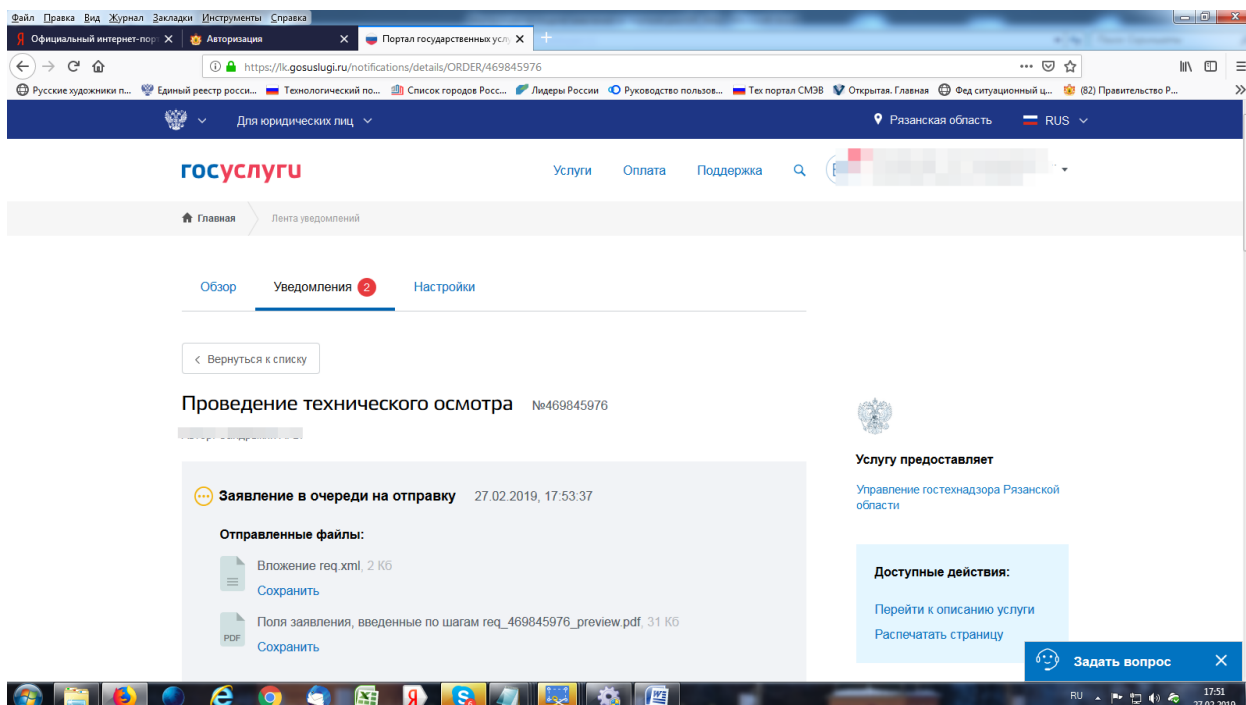 Файл Правка Вид Журнал Закладки Инструменты Справка
Официальный интернет-пор Авторизация Портал государственных усл
https://lk.gosuslugi.ru/notifications/details/ORDER/469845976
Русские художники п... Единый реестр росси... Технологический по... Список городов Росс... Лидеры России Руководство пользов... Тех портал СМЭВ Открытая. Главная Фед ситуационный ц... (82) Правительство Р...
Для юридических лиц Рязанская область RUS
госуслуги Услуги Оплата Поддержка
Главная Лента уведомлений
Обзор Уведомления 2 Настройки
Вернуться к списку
Проведение технического осмотра №469845976
Услугу предоставляет
Управление гостехнадзора Рязанской
области
Заявление в очереди на отправку 27.02.2019, 17:53:37
Отправленные файлы:
Вложение req.xml, 2 Кб
Сохранить
PDF
Поля заявления, введенные по шагам req_469845976_preview.pdf, 31 Кб
Сохранить
Доступные действия:
Перейти к описанию услуги
Распечатать страницу
Задать вопрос
RU 17:51
27.02.2019